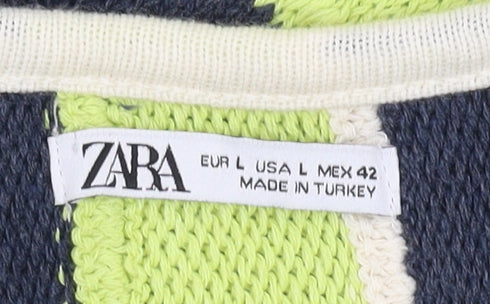 ZARA
EUR L USA L MEX 42
MADE IN TURKEY